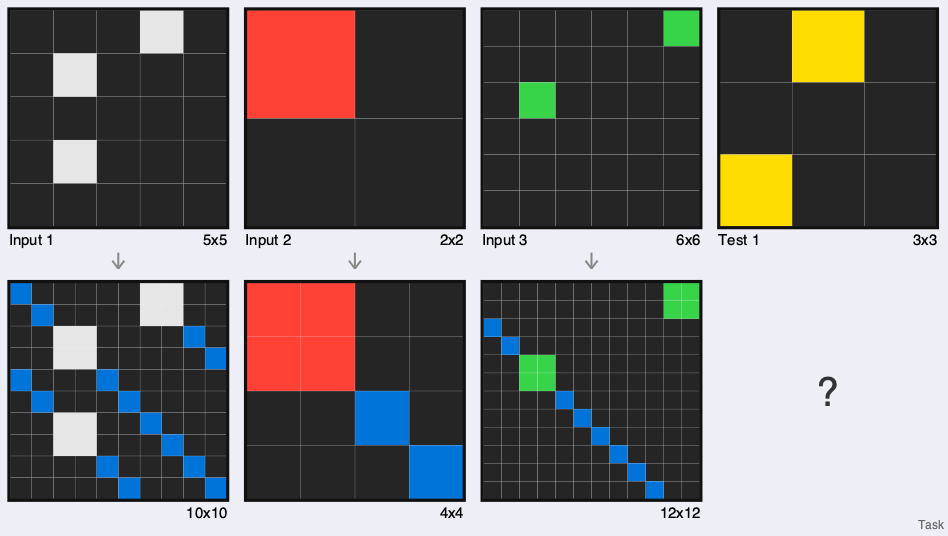 Input 1 5x5
Input 2 2x2
Input 3 6x6
Test 1 3x3
10x10
4x4
12x12
?
Task